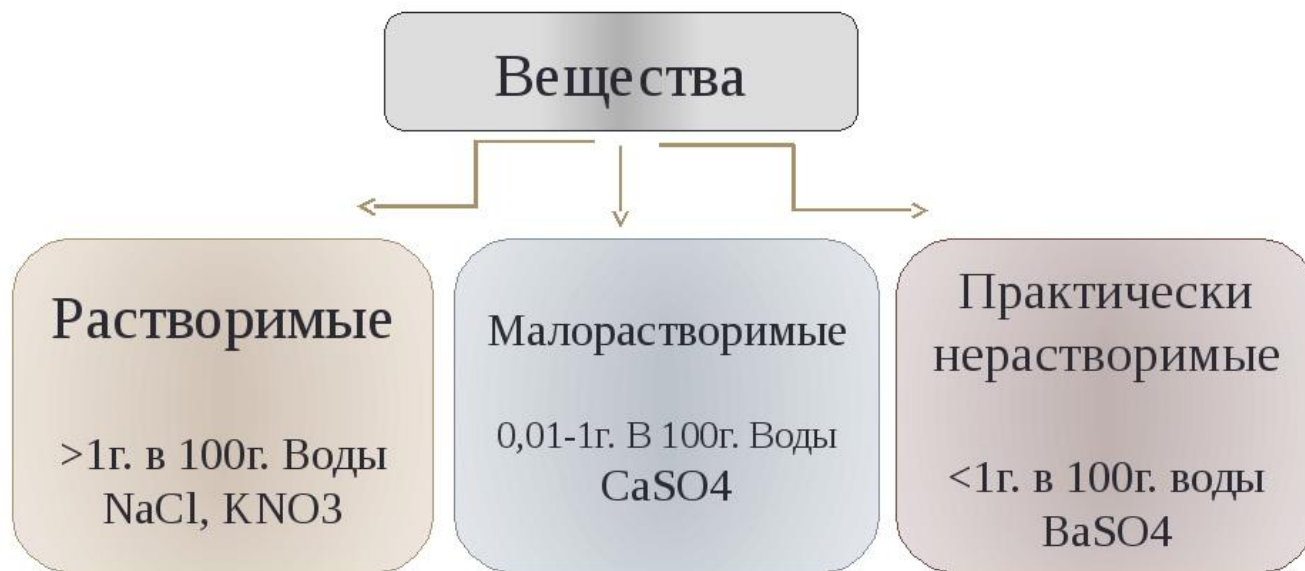 Вещества
Растворимые
>1г. в 100г. Воды
NaCl, KNO3
Малорастворимые
0,01-1г. В 100г. Воды
CaSO4
Практически
нерастворимые
<1г. в 100г. воды
BaSO4